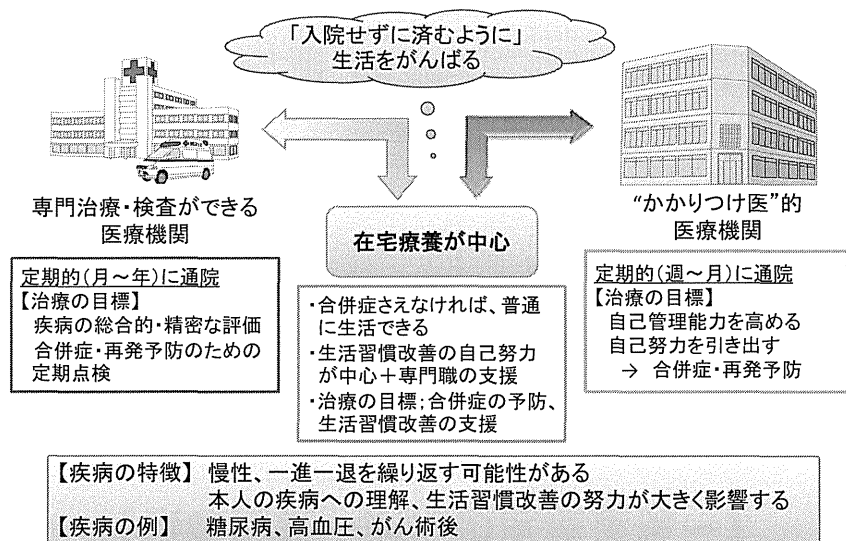 「入院せずに済むように」
生活をがんばる
専門治療・検査ができる
医療機関
定期的(月～年)に通院
【治療の目標】
疾病の総合的・精密な評価
合併症・再発予防のための
定期点検
在宅療養が中心
・合併症さえなければ、普通
に生活できる
・生活習慣改善の自己努力
が中心＋専門職の支援
・治療の目標;合併症の予防、
生活習慣改善の支援
“かかりつけ医”的
医療機関
定期的(週～月)に通院
【治療の目標】
自己管理能力を高める
自己努力を引き出す
→ 合併症・再発予防
【疾病の特徴】 慢性、一進一退を繰り返す可能性がある
本人の疾病への理解、生活習慣改善の努力が大きく影響する
【疾病の例】 糖尿病、高血圧、がん術後